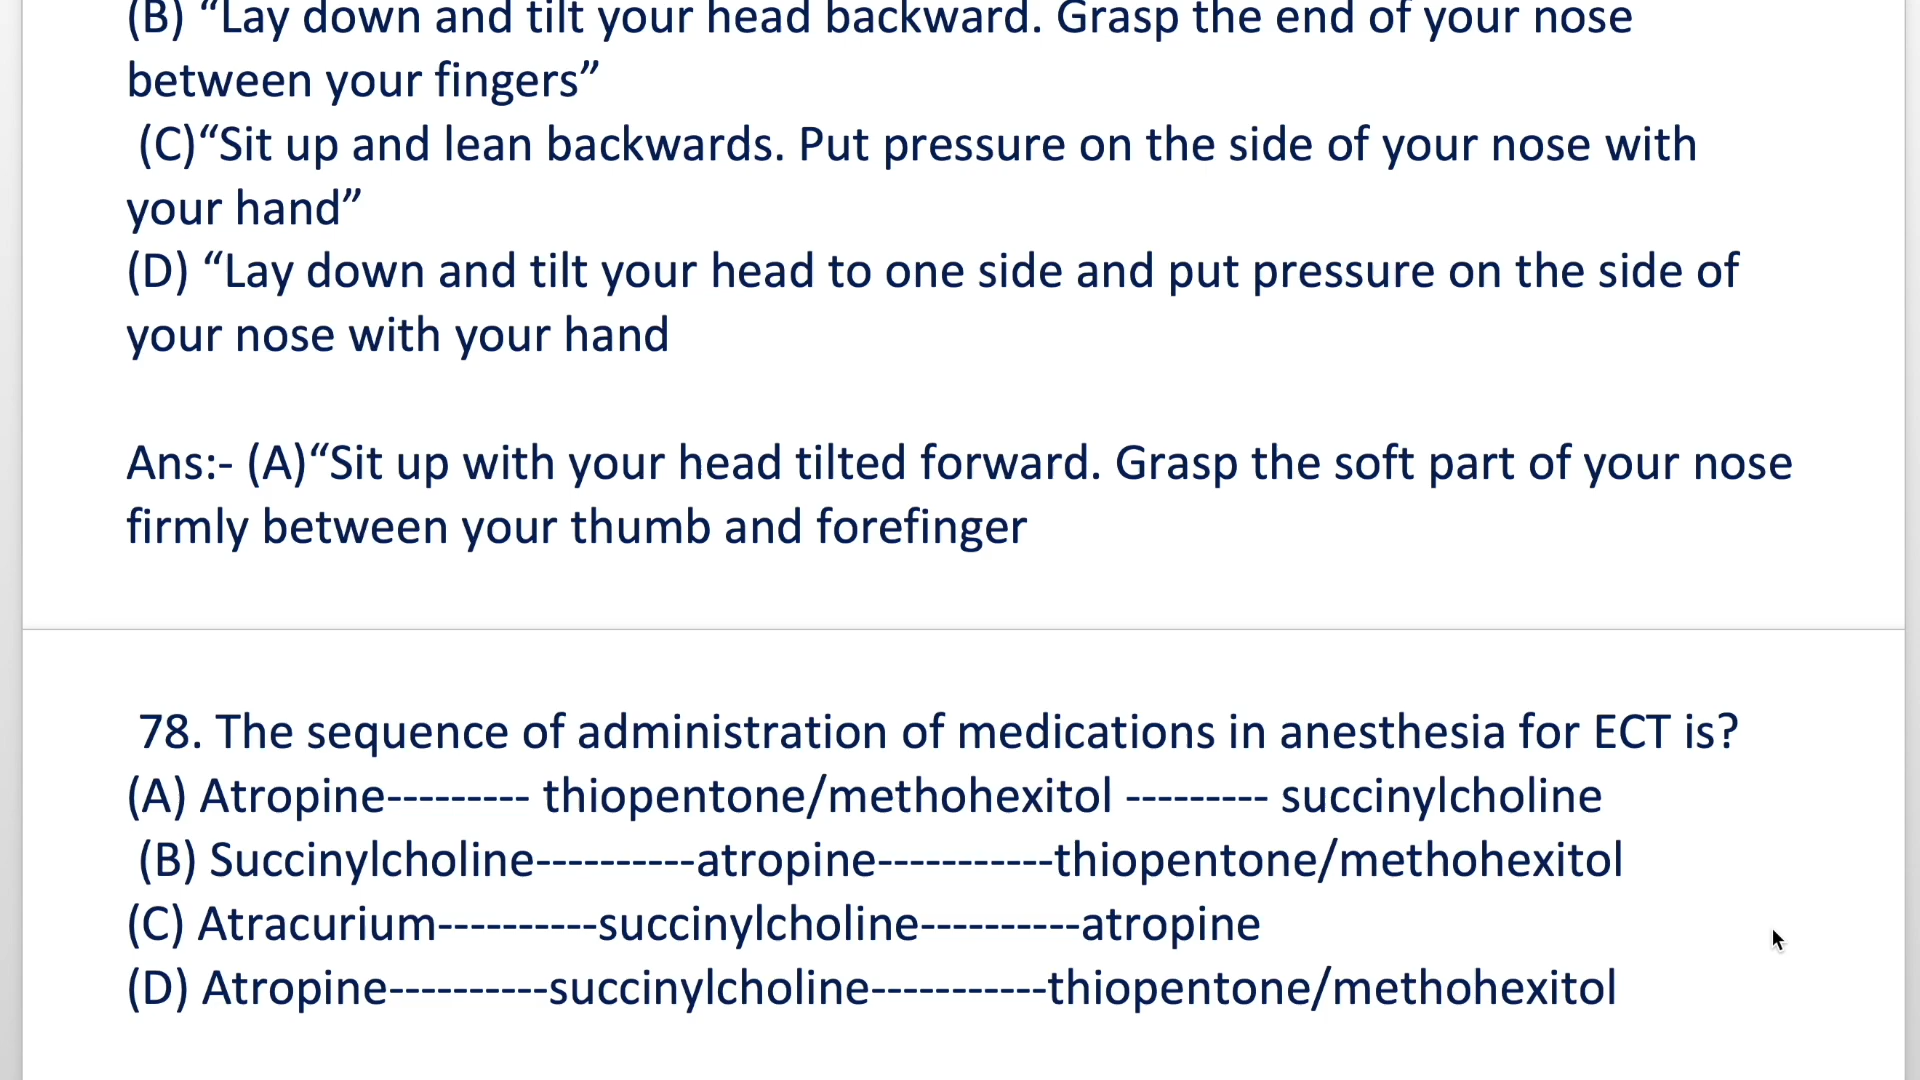 (B) “Lay down and tilt your head backward. Grasp the end of your nose
between your fingers”
(C)“Sit up and lean backwards. Put pressure on the side of your nose with
your hand”
(D) “Lay down and tilt your head to one side and put pressure on the side of
your nose with your hand
Ans:- (A)“Sit up with your head tilted forward. Grasp the soft part of your nose
firmly between your thumb and forefinger
78. The sequence of administration of medications in anesthesia for ECT is?
(A) Atropine--------- thiopentone/methohexitol --------- succinylcholine
(B) Succinylcholine----------atropine-----------thiopentone/methohexitol
(C) Atracurium----------succinylcholine----------atropine
(D) Atropine----------succinylcholine-----------thiopentone/methohexitol